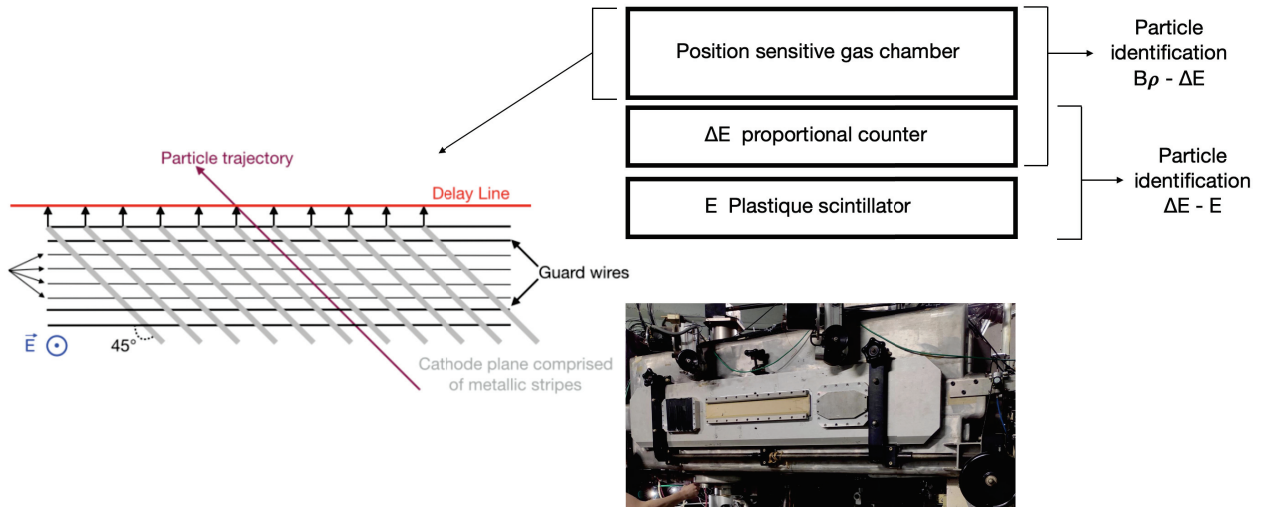 Position sensitive gas chamber
ΔE proportional counter
E Plastique scintillator
Particle
identification
Bρ - ΔE
Particle
identification
ΔE - E
Particle trajectory
Delay Line
Guard wires
E
45°
Cathode plane comprised
of metallic stripes